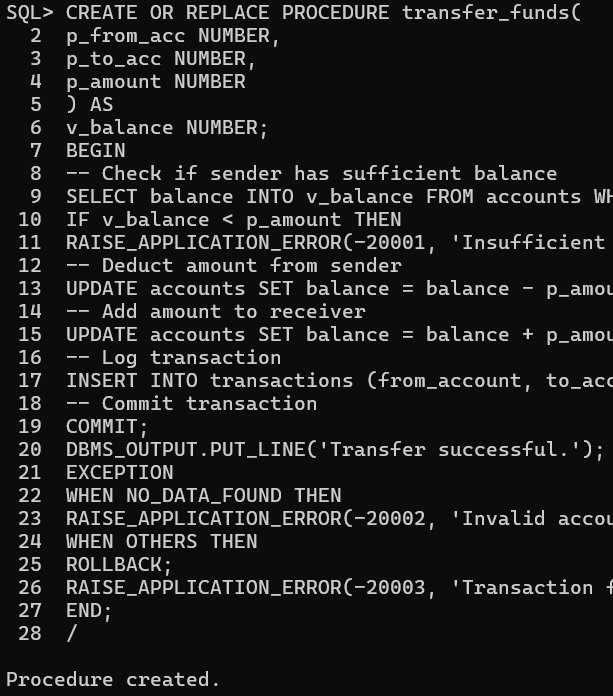 SQL> CREATE OR REPLACE PROCEDURE transfer_funds(
2 p_from_acc NUMBER,
3 p_to_acc NUMBER,
4 p_amount NUMBER
5 ) AS
6 v_balance NUMBER;
7 BEGIN
8 -- Check if sender has sufficient balance
9 SELECT balance INTO v_balance FROM accounts
10 IF v_balance < p_amount THEN
11 RAISE_APPLICATION_ERROR(-20001, 'Insufficient
12 -- Deduct amount from sender
13 UPDATE accounts SET balance = balance - p_amou
14 -- Add amount to receiver
15 UPDATE accounts SET balance = balance + p_amou
16 -- Log transaction
17 INSERT INTO transactions (from_account, to_acc
18 -- Commit transaction
19 COMMIT;
20 DBMS_OUTPUT.PUT_LINE('Transfer successful.');
21 EXCEPTION
22 WHEN NO_DATA_FOUND THEN
23 RAISE_APPLICATION_ERROR(-20002, 'Invalid accou
24 WHEN OTHERS THEN
25 ROLLBACK;
26 RAISE_APPLICATION_ERROR(-20003, 'Transaction f
27 END;
28 /
Procedure created.